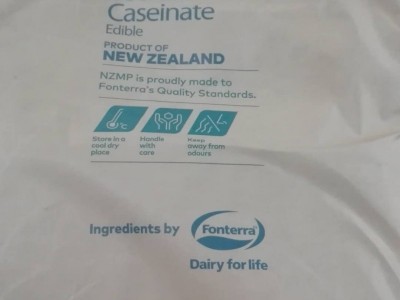 Caseinate
Edible
PRODUCT OF
NEW ZEALAND
NZMP is proudly made to
Fonterra's Quality Standards.
°C
Store in a
cool dry
place
Handle
with
care
Keep
away from
odours
Ingredients by
Fonterra
Dairy for life